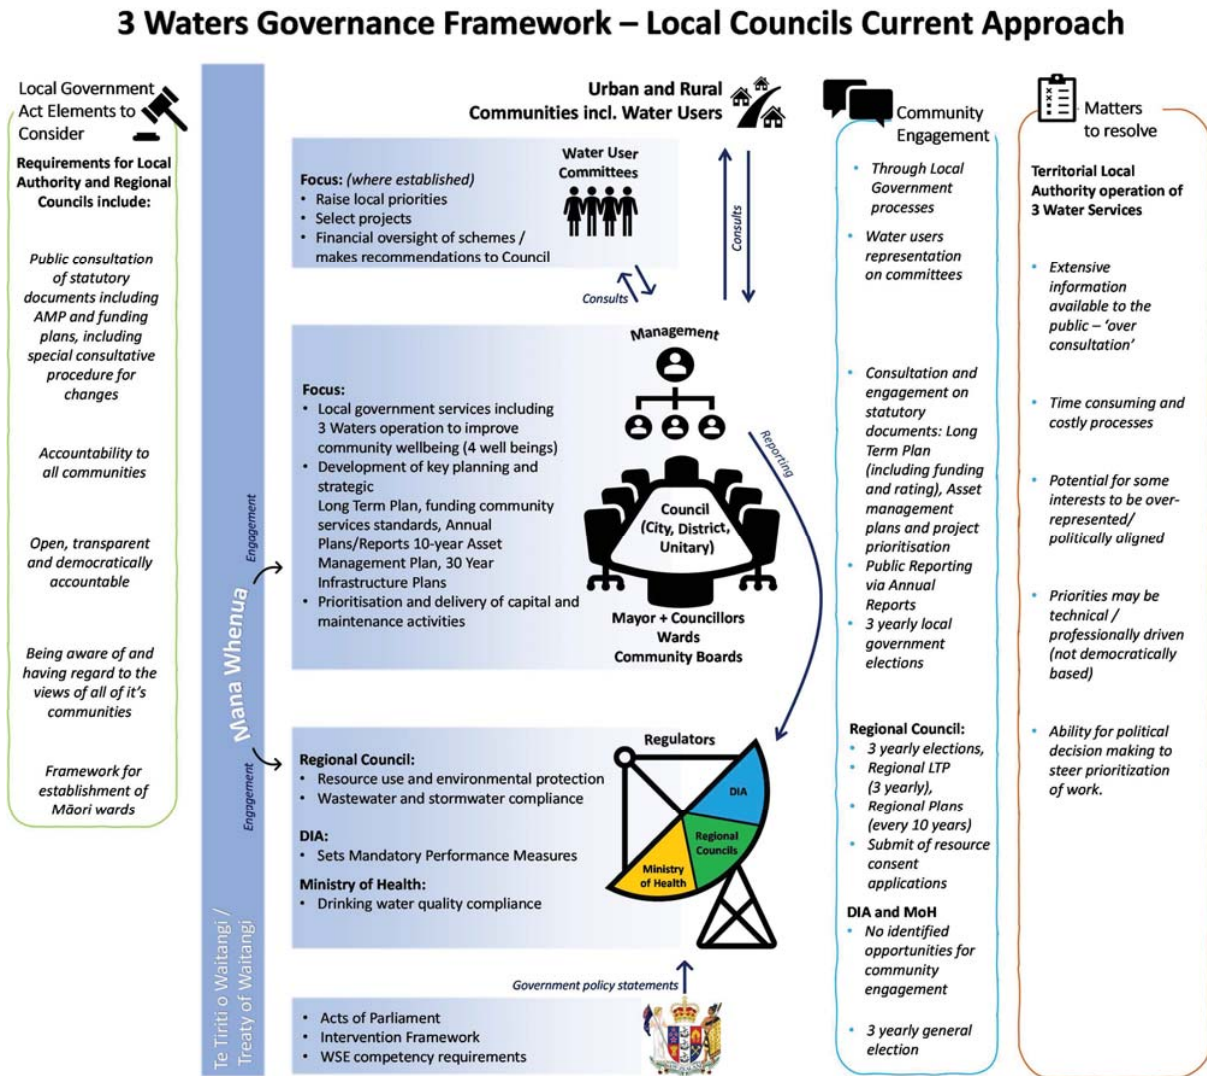 3 Waters Governance Framework – Local Councils Current Approach
Local Government
Act Elements to
Consider
Requirements for Local
Authority and Regional
Councils include:
Public consultation
of statutory
documents including
AMP and funding
plans, including
special consultative
procedure for
changes
Accountability to
all communities
Open, transparent
and democratically
accountable
Being aware of and
having regard to the
views of all of it's
communities
Framework for
establishment of
Māori wards
Te Tiriti o Waitangi /
Treaty of Waitangi
Mana Whenua
Engagement
Engagement
Urban and Rural
Communities incl. Water Users
Focus: (where established)
• Raise local priorities
• Select projects
• Financial oversight of schemes /
makes recommendations to Council
Water User
Committees
Consults
Consults
Focus:
• Local government services including
3 Waters operation to improve
community wellbeing (4 well beings)
• Development of key planning and
strategic
Long Term Plan, funding community
services standards, Annual
Plans/Reports 10-year Asset
Management Plan, 30 Year
Infrastructure Plans
• Prioritisation and delivery of capital and
maintenance activities
Management
Council
(City, District,
Unitary)
Mayor + Councillors
Wards
Community Boards
Reporting
Regional Council:
• Resource use and environmental protection
• Wastewater and stormwater compliance
DIA:
• Sets Mandatory Performance Measures
Ministry of Health:
• Drinking water quality compliance
Regulators
DIA
Regional
Councils
Ministry
of Health
Government policy statements
• Acts of Parliament
• Intervention Framework
• WSE competency requirements
Community
Engagement
• Through Local
Government
processes
• Water users
representation
on committees
• Consultation and
engagement on
statutory
documents: Long
Term Plan
(including funding
and rating), Asset
management
plans and project
prioritisation
• Public Reporting
via Annual
Reports
• 3 yearly local
government
elections
Regional Council:
• 3 yearly elections,
• Regional LTP
(3 yearly),
• Regional Plans
(every 10 years)
• Submit of resource
consent
applications
DIA and MoH
• No identified
opportunities for
community
engagement
• 3 yearly general
election
Matters
to resolve
Territorial Local
Authority operation of
3 Water Services
• Extensive
information
available to the
public – 'over
consultation'
• Time consuming and
costly processes
• Potential for some
interests to be over-
represented/
politically aligned
• Priorities may be
technical /
professionally driven
(not democratically
based)
• Ability for political
decision making to
steer prioritization
of work.